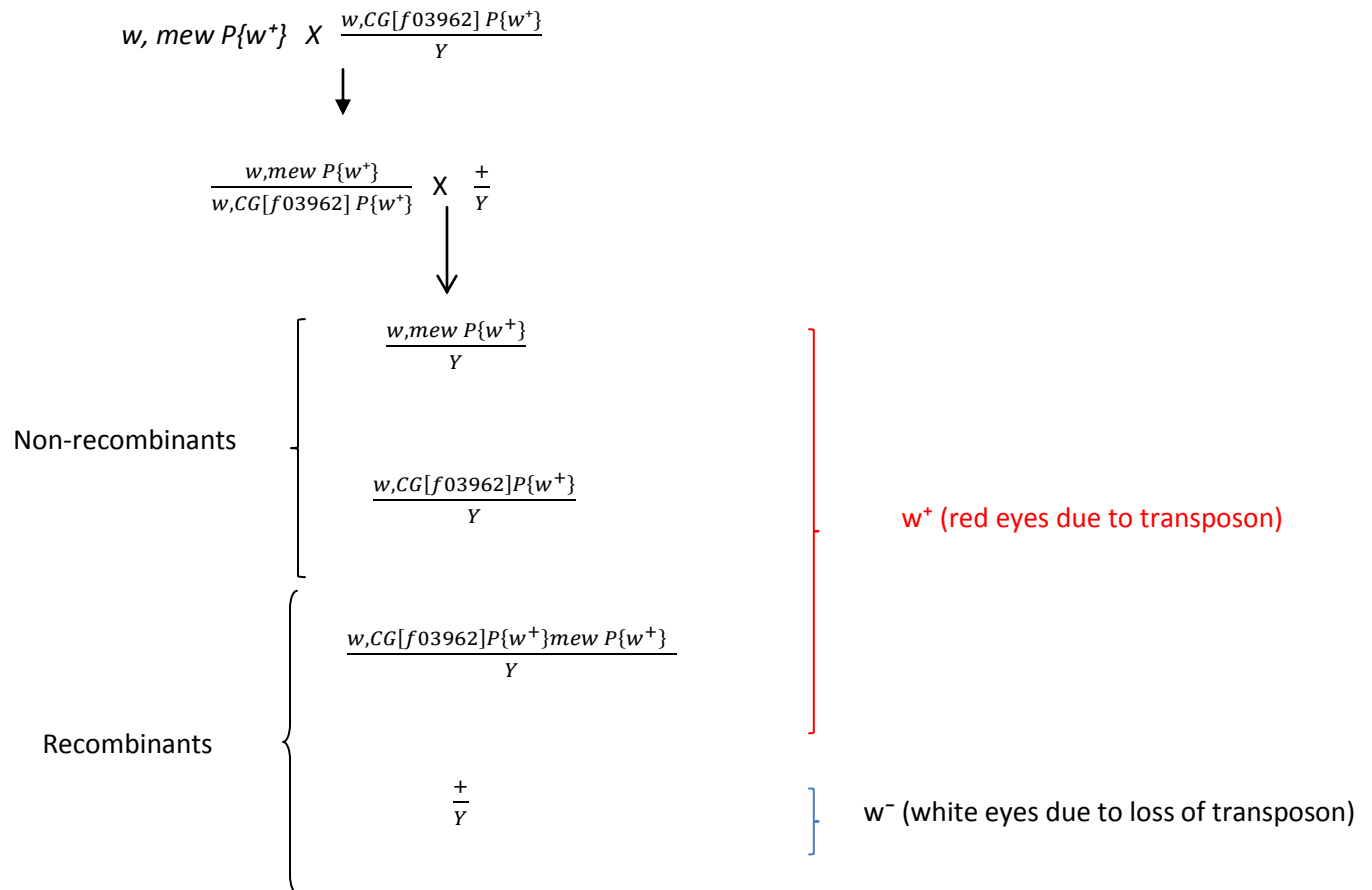 w, mew P{w⁺} X w,CG[f03962] P{w⁺}
Y
w,mew P{w⁺} X +
w,CG[f03962] P{w⁺} Y
w,mew P{w⁺}
Y
Non-recombinants
w,CG[f03962]P{w⁺}
Y
w⁺ (red eyes due to transposon)
w,CG[f03962]P{w⁺}mew P{w⁺}
Y
Recombinants
+
Y
w⁻ (white eyes due to loss of transposon)